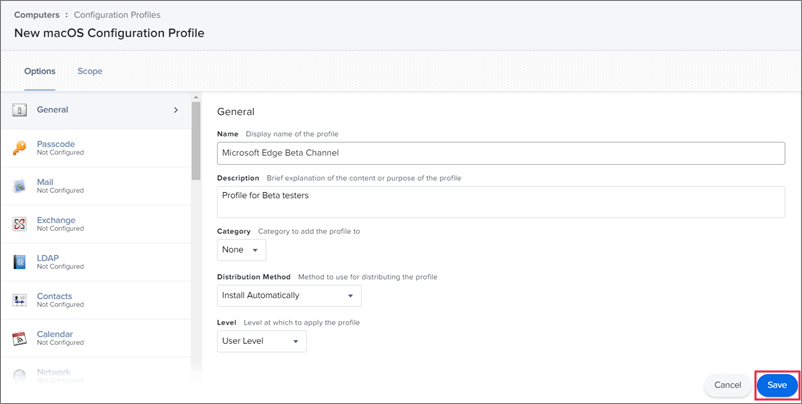 Computers : Configuration Profiles
New macOS Configuration Profile
Options Scope
General
Passcode
Not Configured
Mail
Not Configured
Exchange
Not Configured
LDAP
Not Configured
Contacts
Not Configured
Calendar
Not Configured
Network
Not Configured
General
Name Display name of the profile
Microsoft Edge Beta Channel
Description Brief explanation of the content or purpose of the profile
Profile for Beta testers
Category Category to add the profile to
None
Distribution Method Method to use for distributing the profile
Install Automatically
Level Level at which to apply the profile
User Level
Cancel Save